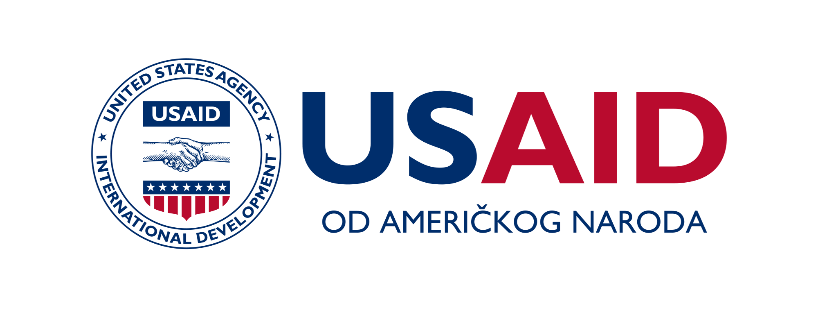 UNITED STATES AGENCY
USAID
INTERNATIONAL DEVELOPMENT
USAID
OD AMERIČKOG NARODA